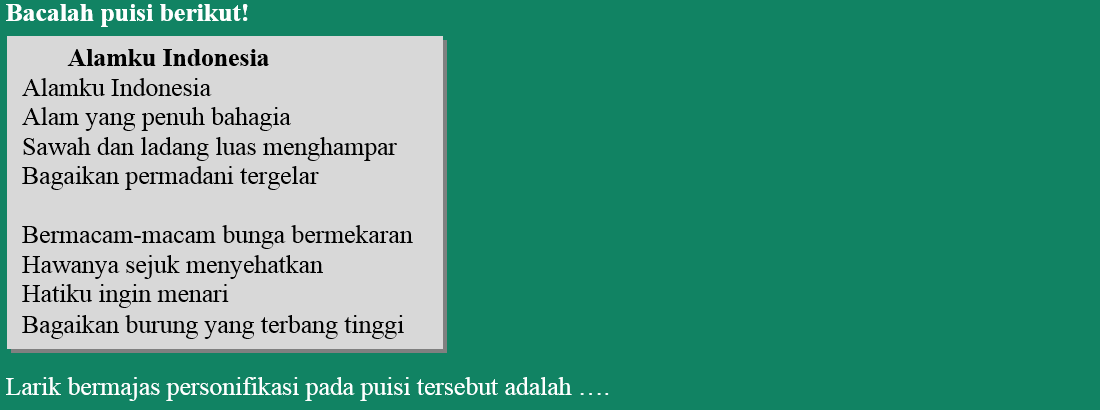 Bacalah puisi berikut!
Alamku Indonesia
Alamku Indonesia
Alam yang penuh bahagia
Sawah dan ladang luas menghampar
Bagaikan permadani tergelar
Bermacam-macam bunga bermekaran
Hawanya sejuk menyehatkan
Hatiku ingin menari
Bagaikan burung yang terbang tinggi
Larik bermajas personifikasi pada puisi tersebut adalah ….